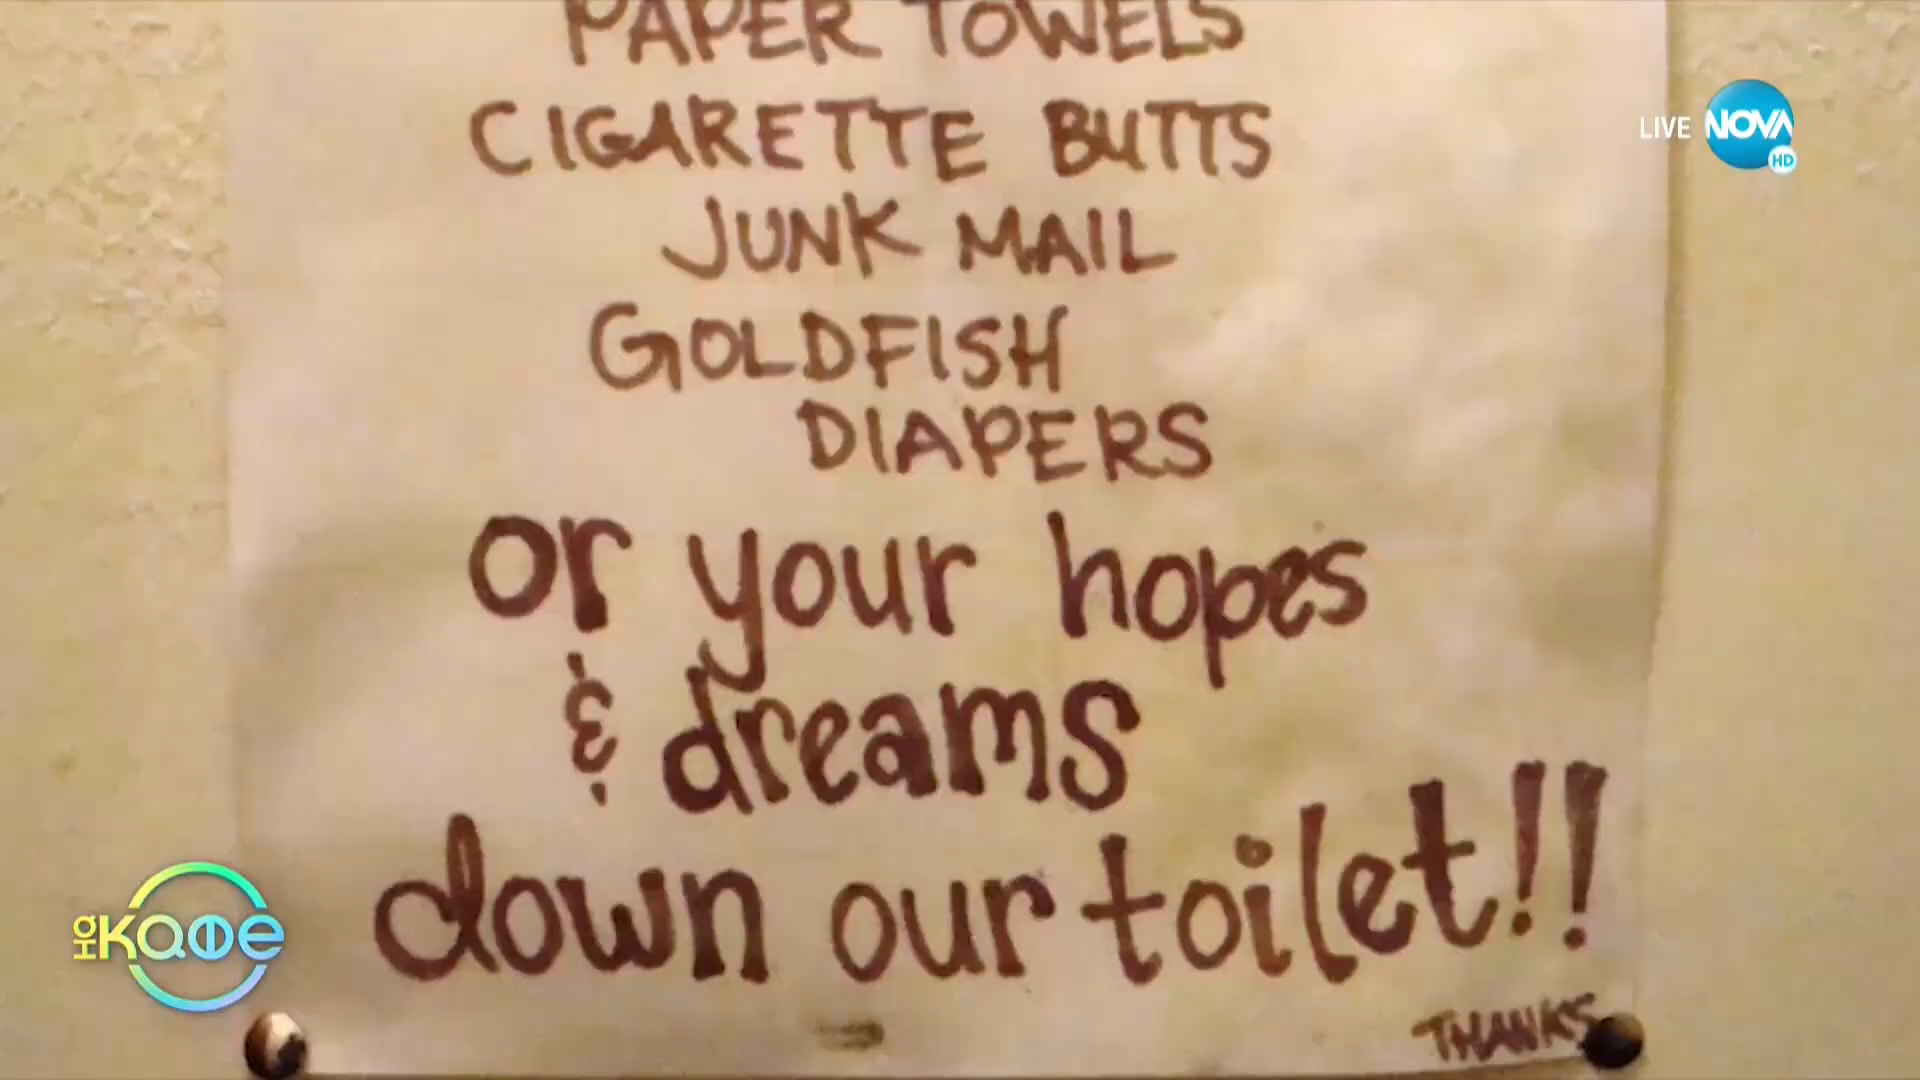 PAPER TOWELS
CIGARETTE BUTTS
LIVE NOVA
HD
JUNK MAIL
GOLDFISH
DIAPERS
or your hopes
& dreams
down our toilet!!
на кафе
THANKS